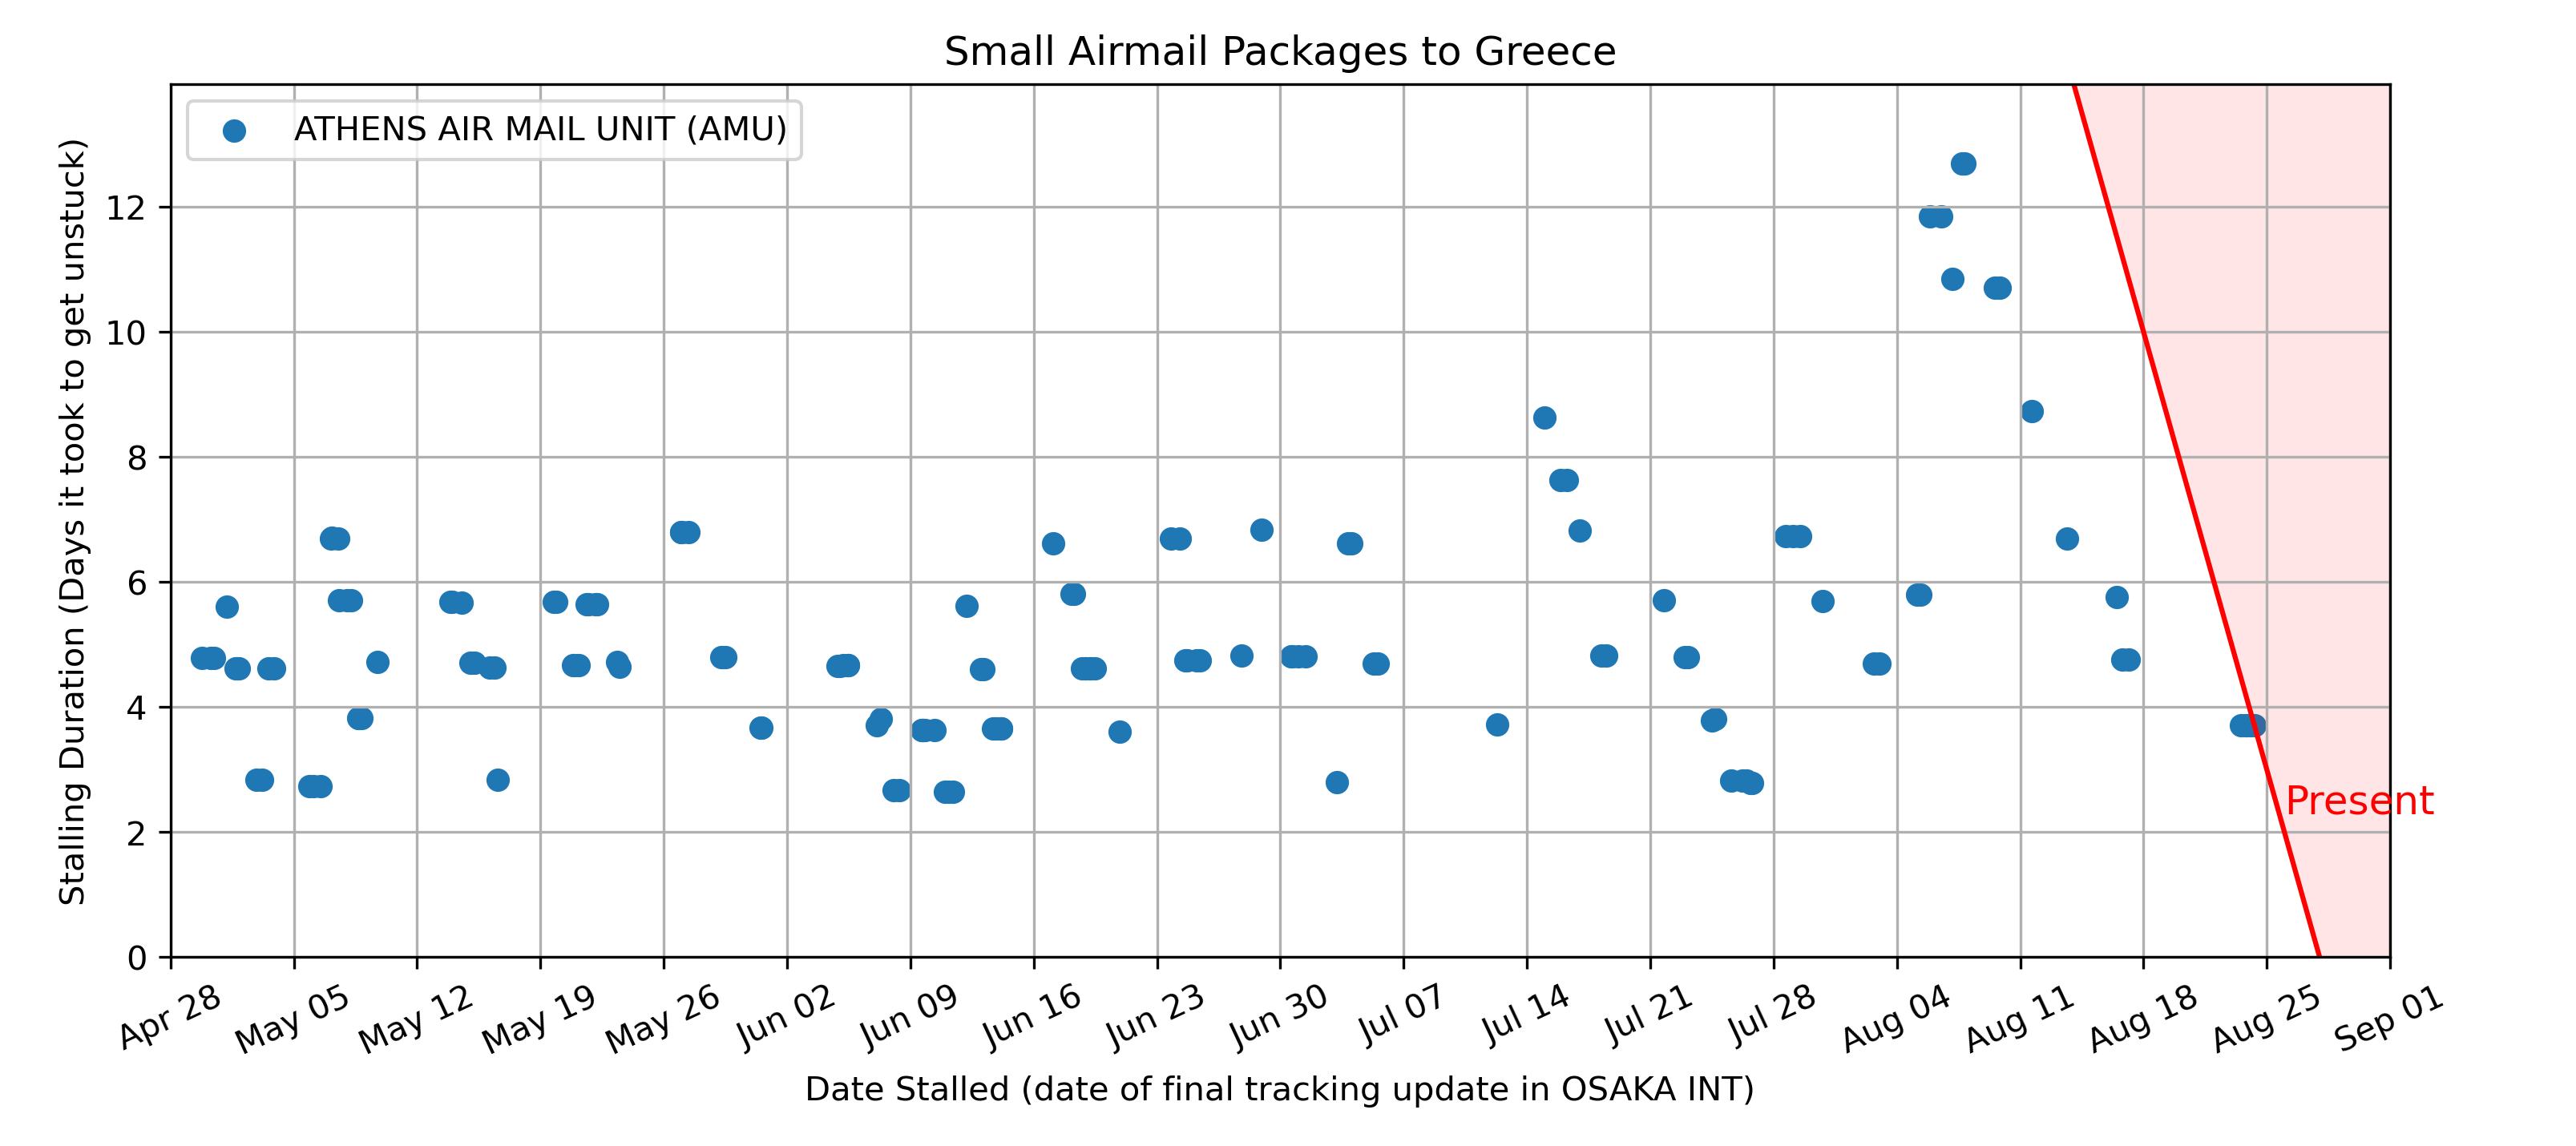 Small Airmail Packages to Greece
ATHENS AIR MAIL UNIT (AMU)
Stalling Duration (Days it took to get unstuck)
12
10
8
6
4
2
0
Present
Apr 28
May 05
May 12
May 19
May 26
Jun 02
Jun 09
Jun 16
Jun 23
Jun 30
Jul 07
Jul 14
Jul 21
Jul 28
Aug 04
Aug 11
Aug 18
Aug 25
Sep 01
Date Stalled (date of final tracking update in OSAKA INT)